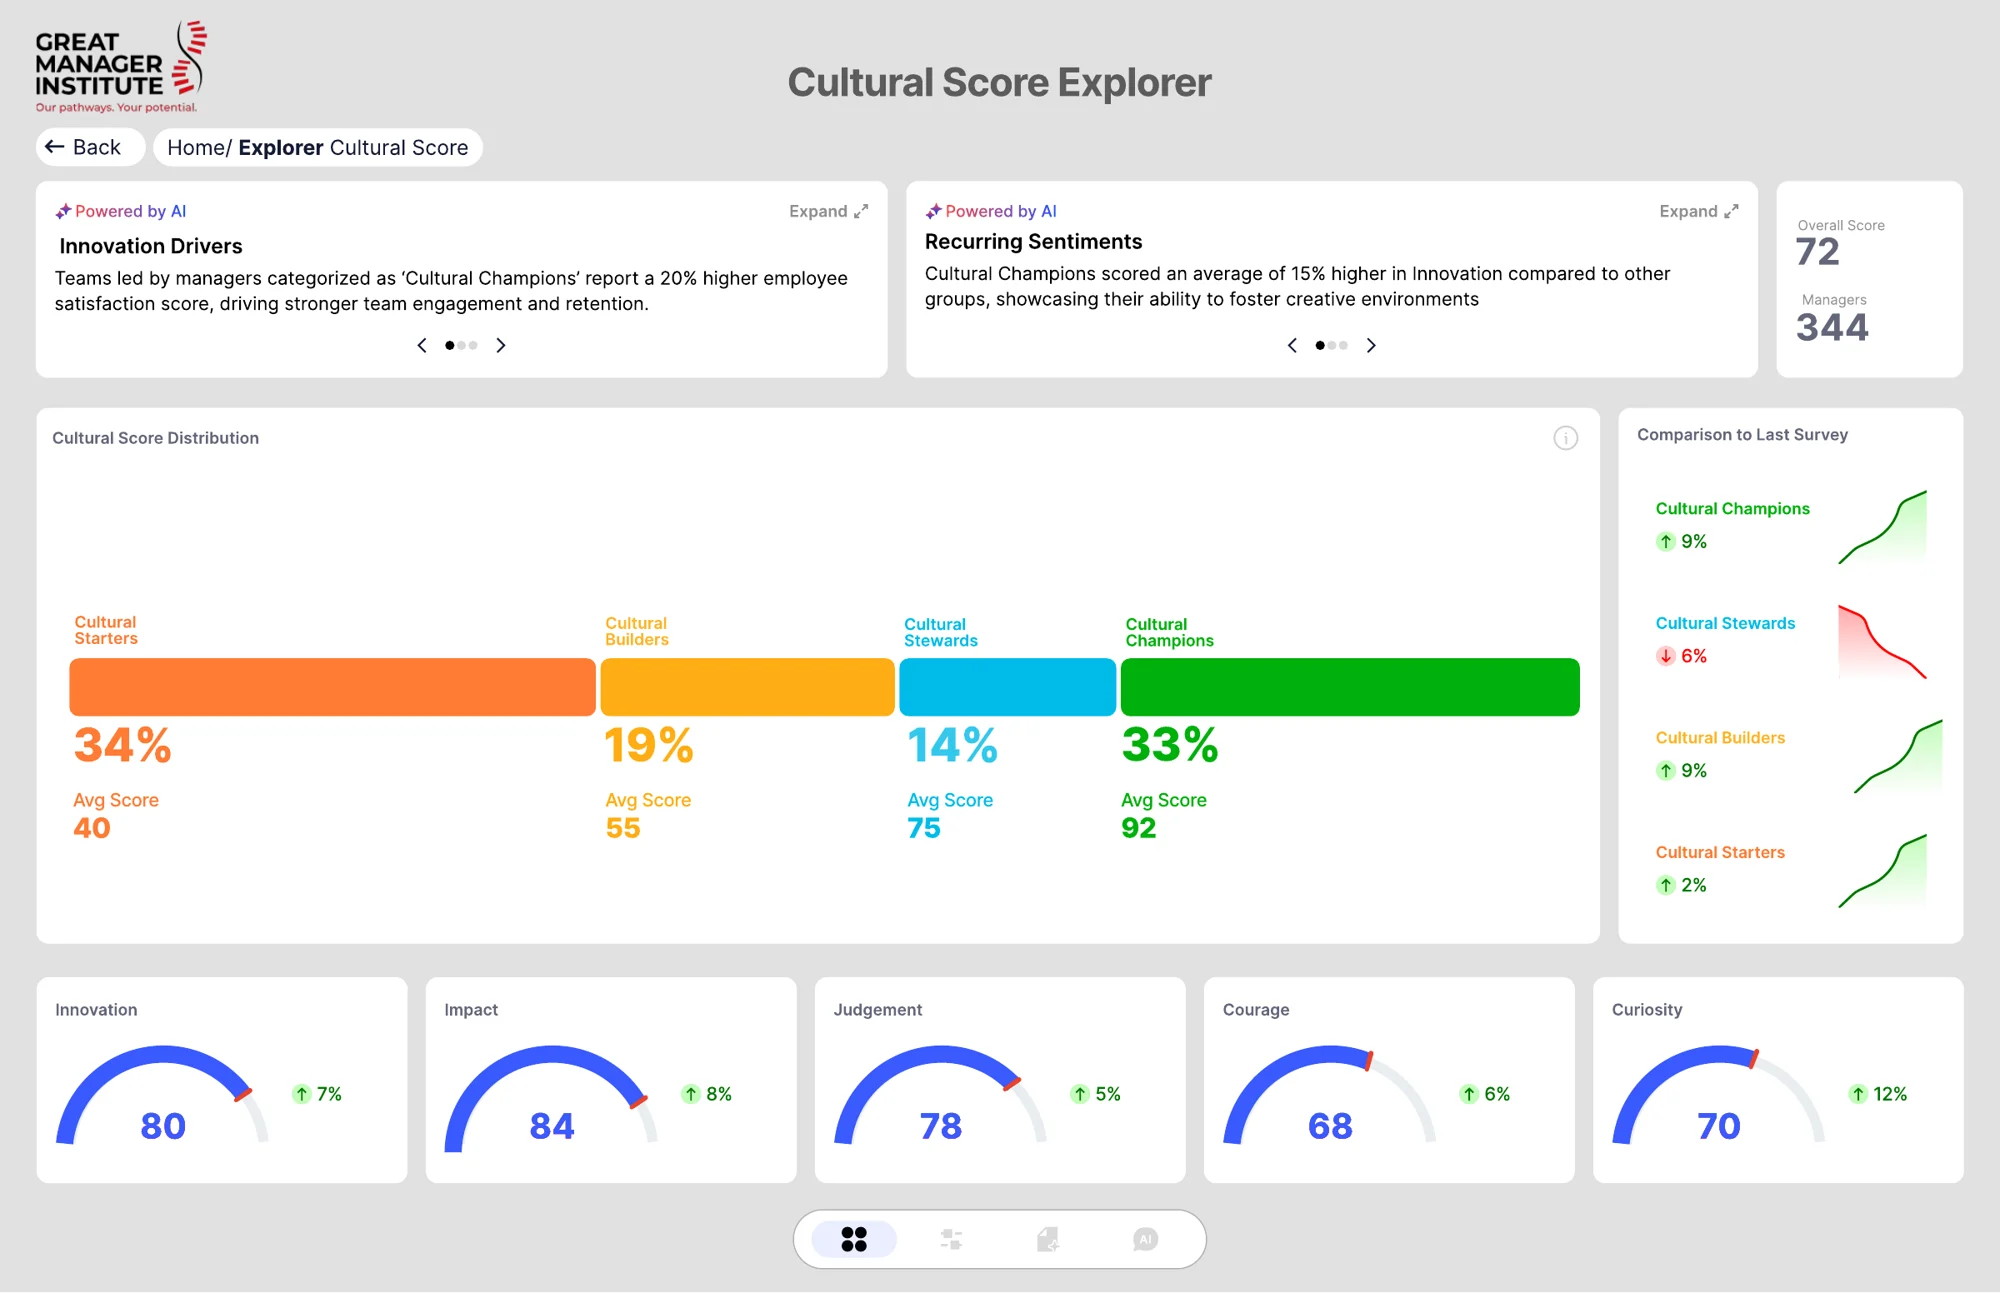 GREAT
MANAGER
INSTITUTE
Our pathways. Your potential.
Cultural Score Explorer
← Back
Home/ Explorer Cultural Score
Powered by AI
Expand
Innovation Drivers
Teams led by managers categorized as ‘Cultural Champions’ report a 20% higher employee
satisfaction score, driving stronger team engagement and retention.
Powered by AI
Expand
Recurring Sentiments
Cultural Champions scored an average of 15% higher in Innovation compared to other
groups, showcasing their ability to foster creative environments
Overall Score
72
Managers
344
Cultural Score Distribution
i
Cultural
Starters
34%
Avg Score
40
Cultural
Builders
19%
Avg Score
55
Cultural
Stewards
14%
Avg Score
75
Cultural
Champions
33%
Avg Score
92
Comparison to Last Survey
Cultural Champions
↑ 9%
Cultural Stewards
↓ 6%
Cultural Builders
↑ 9%
Cultural Starters
↑ 2%
Innovation
80
↑ 7%
Impact
84
↑ 8%
Judgement
78
↑ 5%
Courage
68
↑ 6%
Curiosity
70
↑ 12%
AI